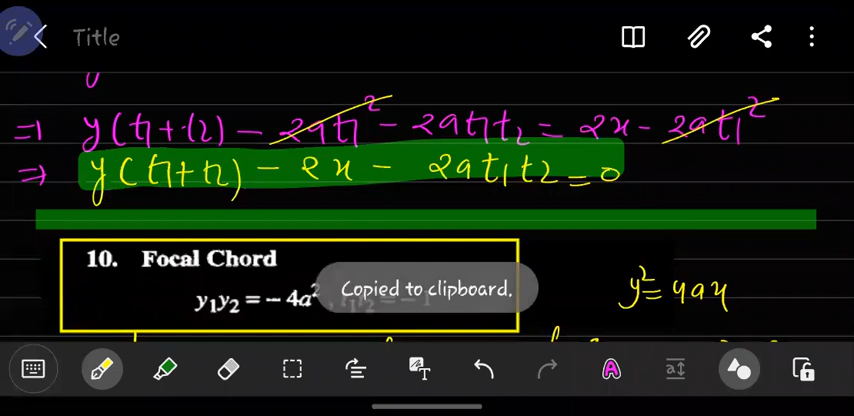 Title
=> y(t1+t2) - 2at1² - 2at1t2 = 2x - 2at1²
=> y(t1+t2) - 2x - 2at1t2 = 0
10. Focal Chord
y₁y₂ = – 4a²
Copied to clipboard.
y² = 4ax